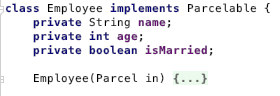 class Employee implements Parcelable {
    private String name;
    private int age;
    private boolean isMarried;

    Employee(Parcel in) {...}